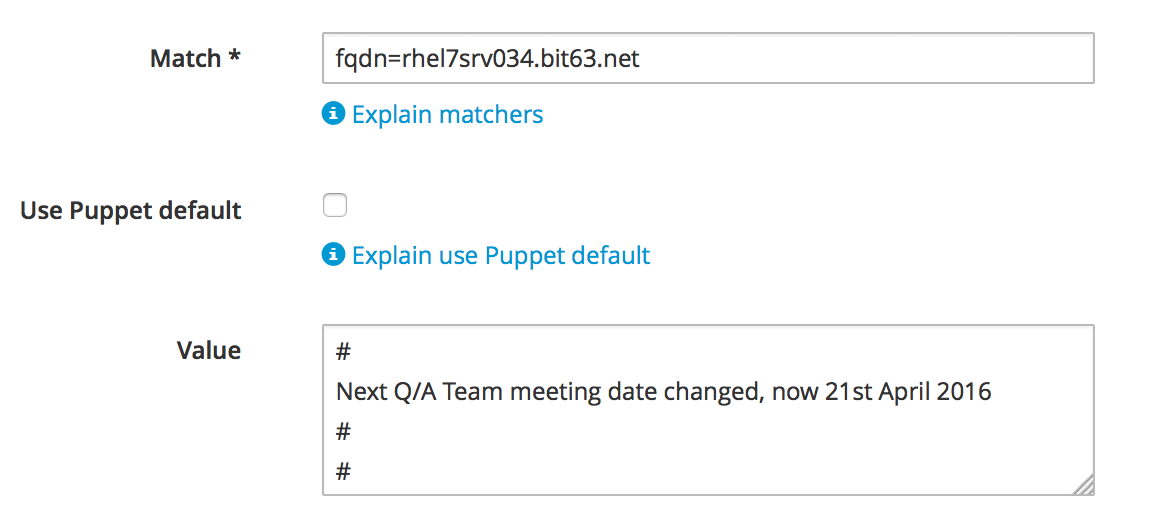 Match *
fqdn=rhel7srv034.bit63.net
Explain matchers
Use Puppet default
Explain use Puppet default
Value
#
Next Q/A Team meeting date changed, now 21st April 2016
#
#